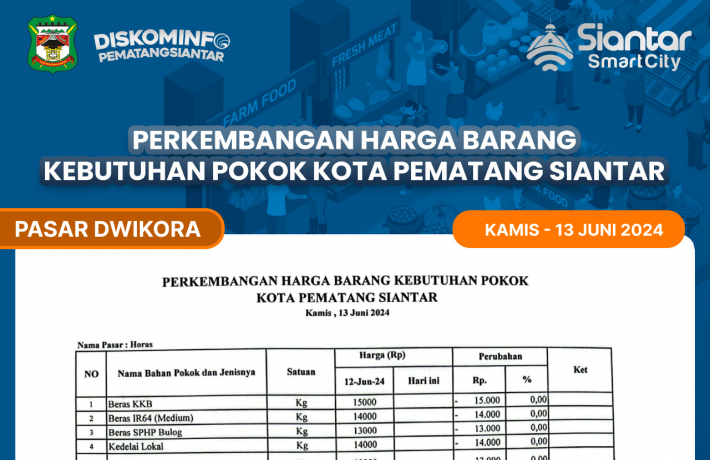 DISKOMINFO
PEMATANGSIANTAR
Siantar
SmartCity
FRESH MEAT
FARM FOOD
FARM FOOD
PERKEMBANGAN HARGA BARANG
KEBUTUHAN POKOK KOTA PEMATANG SIANTAR
PASAR DWIKORA
KAMIS - 13 JUNI 2024
PERKEMBANGAN HARGA BARANG KEBUTUHAN POKOK
KOTA PEMATANG SIANTAR
Kamis , 13 Juni 2024
Nama Pasar : Horas
NO Nama Bahan Pokok dan Jenisnya Satuan Harga (Rp) Perubahan Ket
12-Jun-24 Hari ini Rp. %
1 Beras KKB Kg 15000 - 15.000 0,00
2 Beras IR64 (Medium) Kg 14000 - 14.000 0,00
3 Beras SPHP Bulog Kg 13000 - 13.000 0,00
4 Kedelai Lokal Kg 14000 - 14.000 0,00